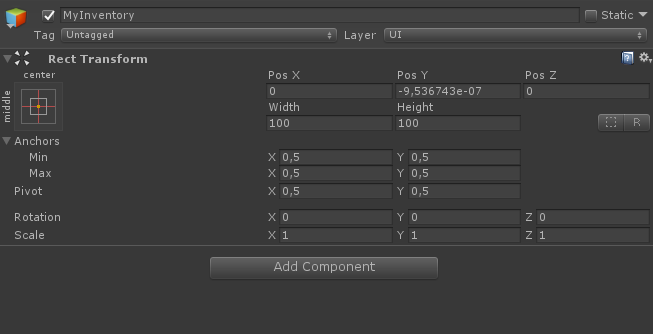 MyInventory Static
Tag Untagged Layer UI
Rect Transform
center
middle
Pos X Pos Y Pos Z
0 -9,536743e-07 0
Width Height
100 100 R
Anchors
Min X 0,5 Y 0,5
Max X 0,5 Y 0,5
Pivot X 0,5 Y 0,5
Rotation X 0 Y 0 Z 0
Scale X 1 Y 1 Z 1
Add Component